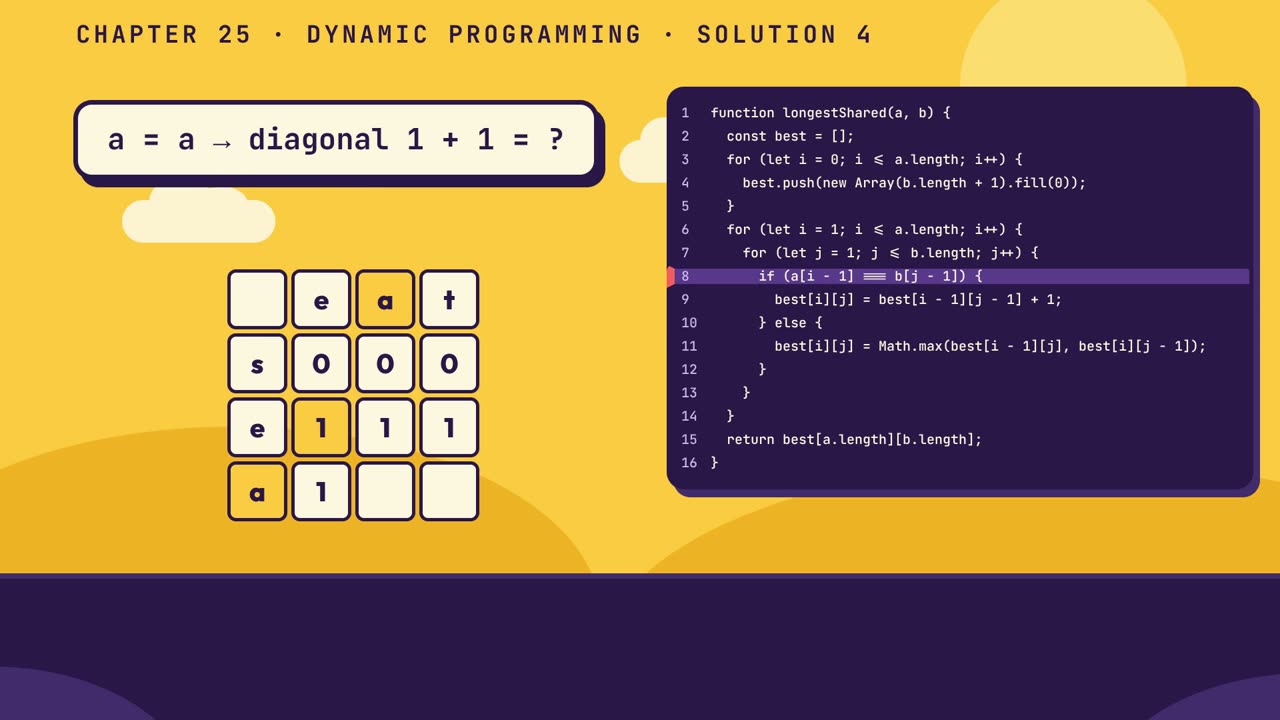 CHAPTER 25 · DYNAMIC PROGRAMMING · SOLUTION 4
a = a → diagonal 1 + 1 = ?
e a t
s 0 0 0
e 1 1 1
a 1
1 function longestShared(a, b) {
2 const best = [];
3 for (let i = 0; i <= a.length; i++) {
4 best.push(new Array(b.length + 1).fill(0));
5 }
6 for (let i = 1; i <= a.length; i++) {
7 for (let j = 1; j <= b.length; j++) {
8 if (a[i - 1] === b[j - 1]) {
9 best[i][j] = best[i - 1][j - 1] + 1;
10 } else {
11 best[i][j] = Math.max(best[i - 1][j], best[i][j - 1]);
12 }
13 }
14 }
15 return best[a.length][b.length];
16 }